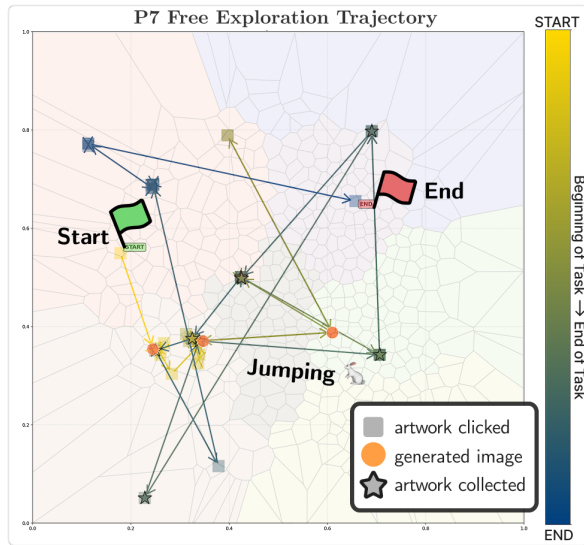 P7 Free Exploration Trajectory
START
1.0
0.8
0.6
0.4
0.2
0.0
0.0
0.2
0.4
0.6
0.8
1.0
Start
START
END
End
Jumping
artwork clicked
generated image
artwork collected
Beginning of Task → End of Task
END